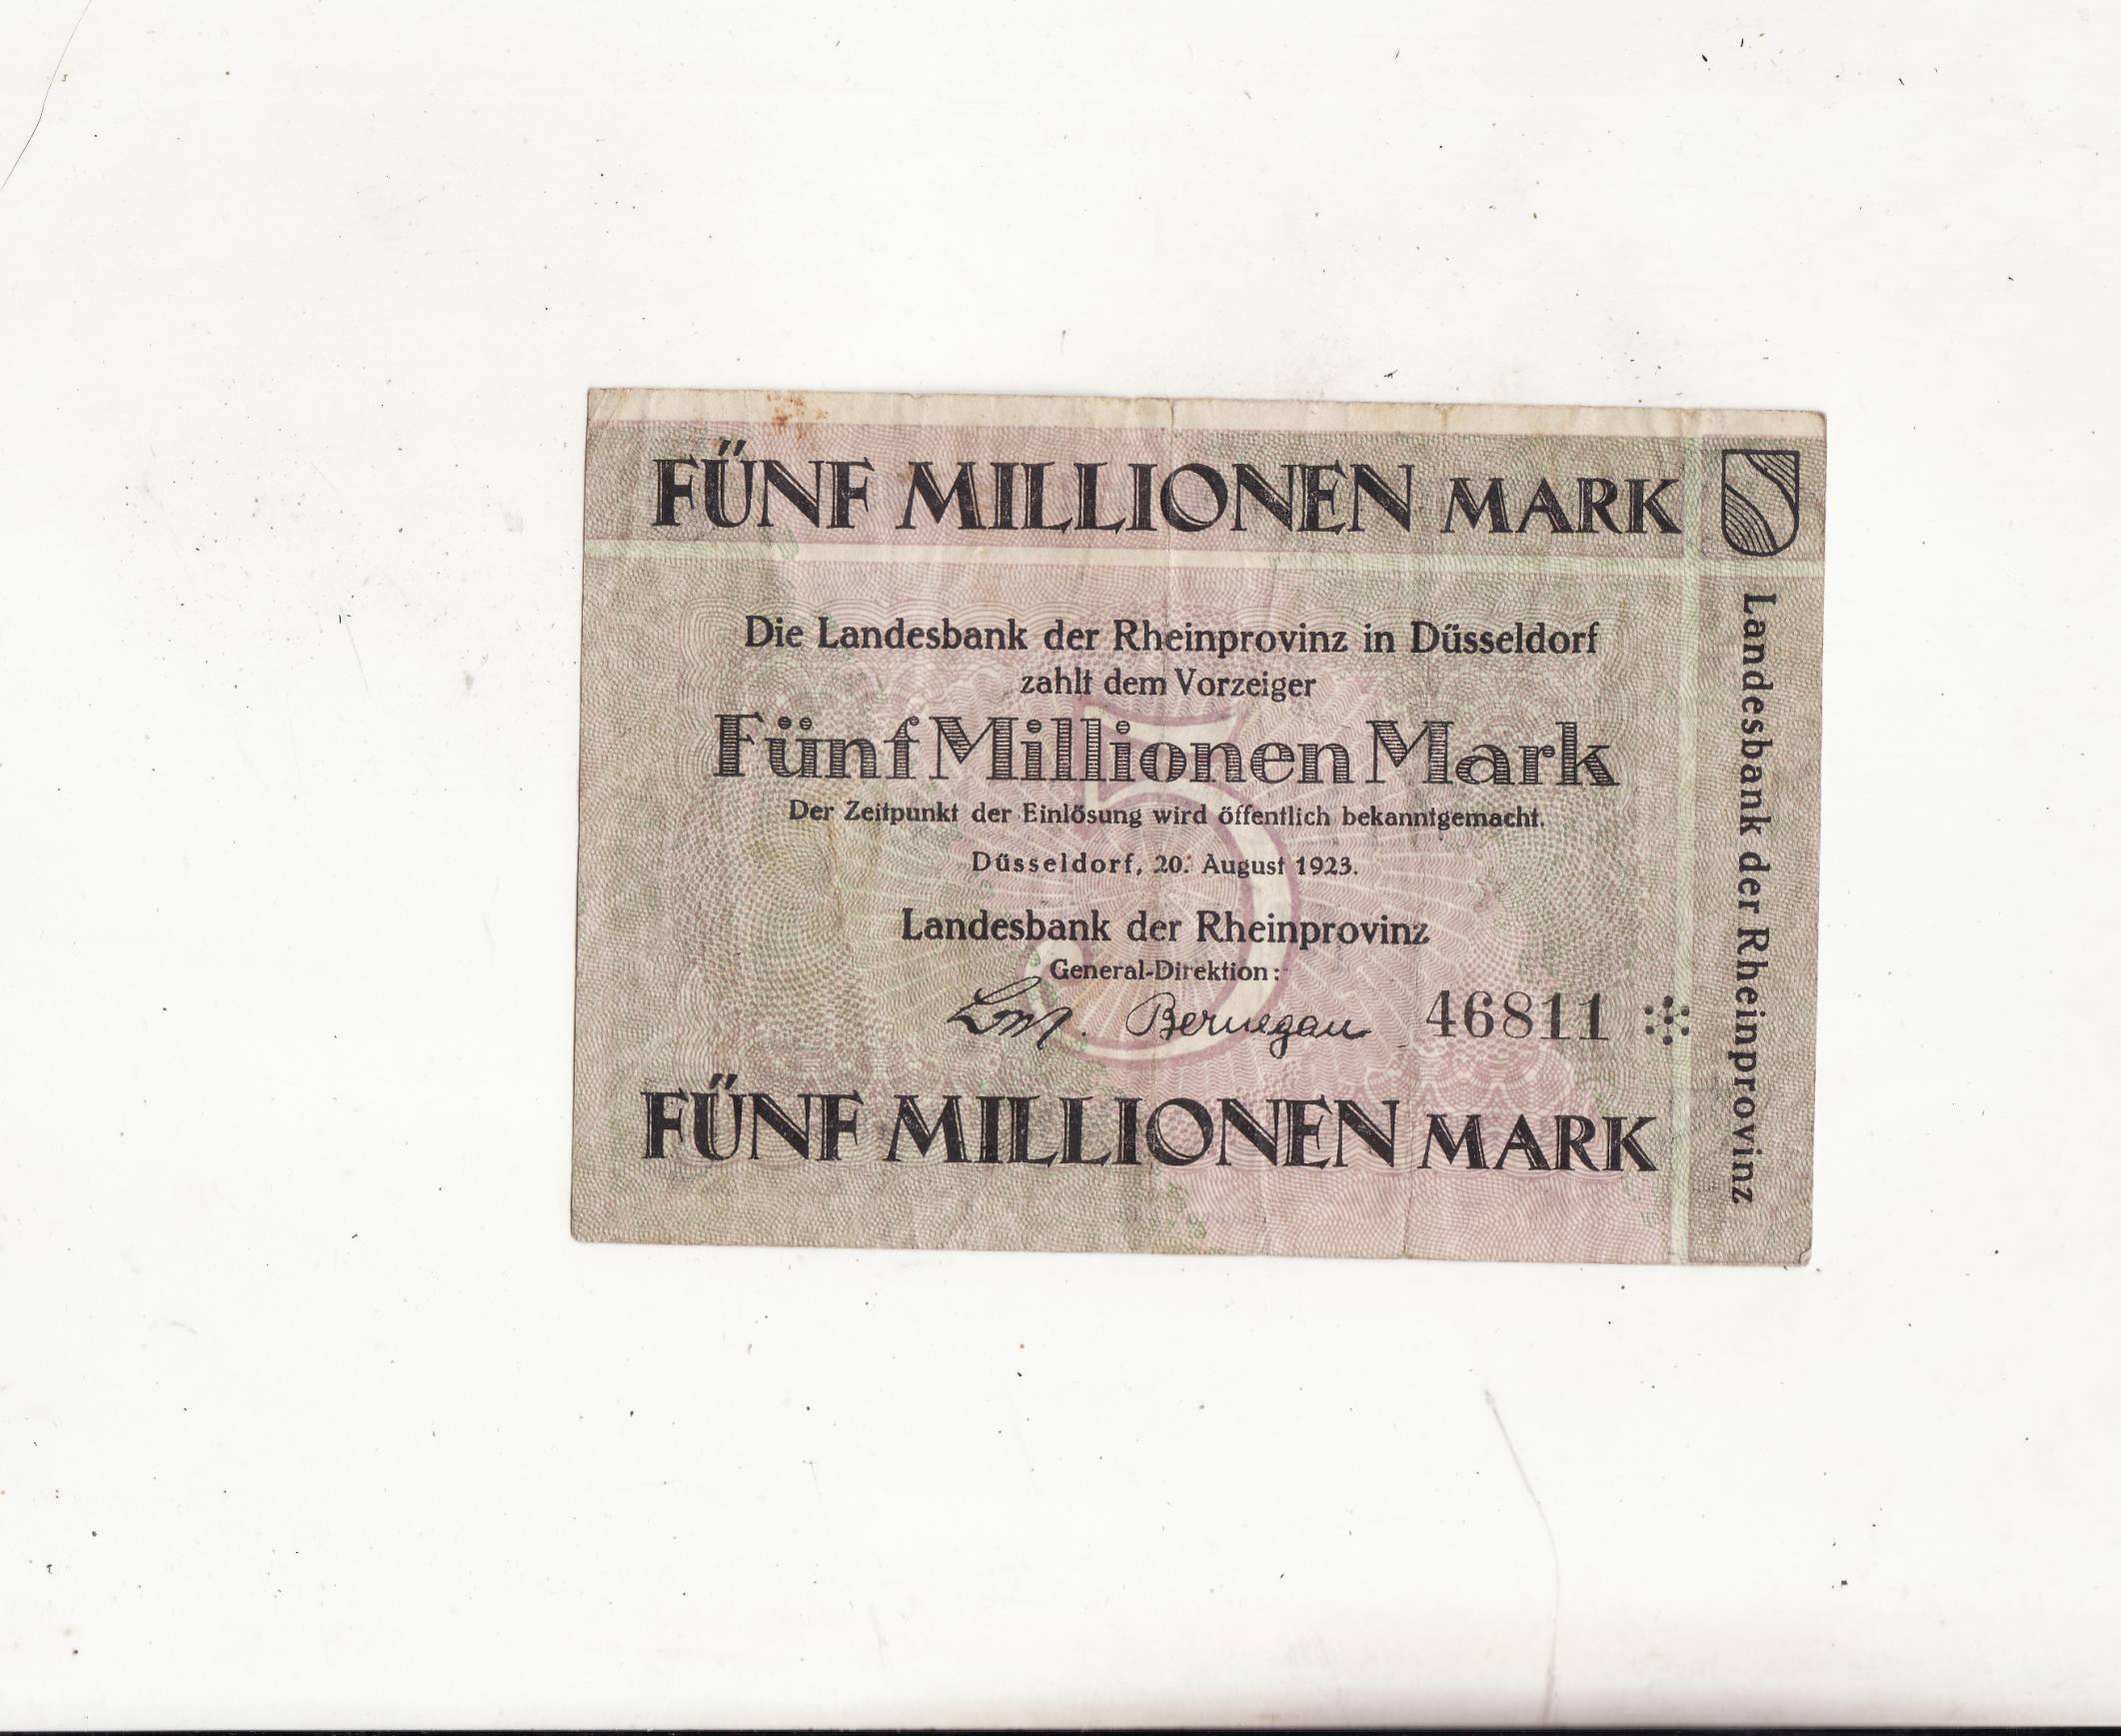 FÜNF MILLIONEN MARK
Die Landesbank der Rheinprovinz in Düsseldorf
zahlt dem Vorzeiger
Fünf Millionen Mark
Der Zeitpunkt der Einlösung wird öffentlich bekanntgemacht.
Düsseldorf, 20. August 1923.
Landesbank der Rheinprovinz
General-Direktion:
Bernegau 46811
FÜNF MILLIONEN MARK
Landesbank der Rheinprovinz
5